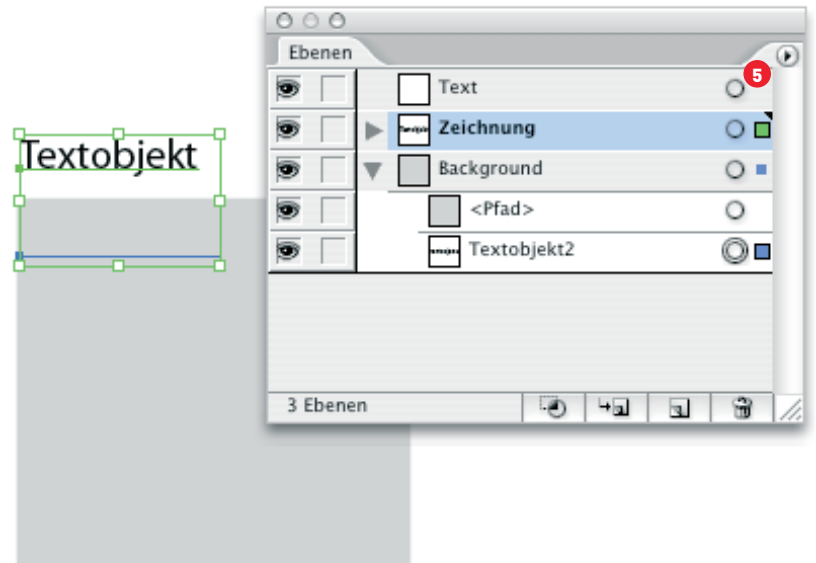 Ebenen
5
Text
Zeichnung
Background
<Pfad>
Textobjekt2
3 Ebenen
Textobjekt